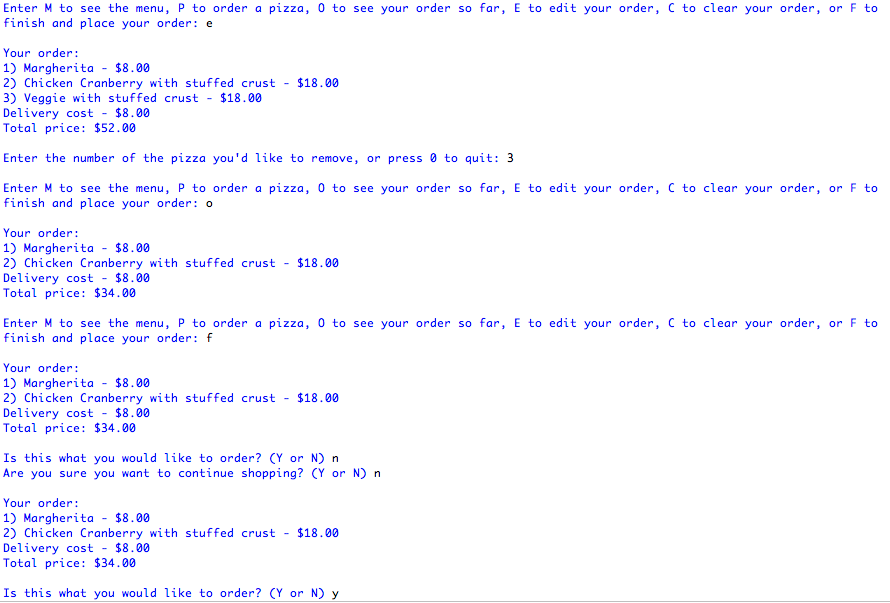 Enter M to see the menu, P to order a pizza, O to see your order so far, E to edit your order, C to clear your order, or F to
finish and place your order: e
Your order:
1) Margherita - $8.00
2) Chicken Cranberry with stuffed crust - $18.00
3) Veggie with stuffed crust - $18.00
Delivery cost - $8.00
Total price: $52.00
Enter the number of the pizza you'd like to remove, or press 0 to quit: 3
Enter M to see the menu, P to order a pizza, O to see your order so far, E to edit your order, C to clear your order, or F to
finish and place your order: o
Your order:
1) Margherita - $8.00
2) Chicken Cranberry with stuffed crust - $18.00
Delivery cost - $8.00
Total price: $34.00
Enter M to see the menu, P to order a pizza, O to see your order so far, E to edit your order, C to clear your order, or F to
finish and place your order: f
Your order:
1) Margherita - $8.00
2) Chicken Cranberry with stuffed crust - $18.00
Delivery cost - $8.00
Total price: $34.00
Is this what you would like to order? (Y or N) n
Are you sure you want to continue shopping? (Y or N) n
Your order:
1) Margherita - $8.00
2) Chicken Cranberry with stuffed crust - $18.00
Delivery cost - $8.00
Total price: $34.00
Is this what you would like to order? (Y or N) y